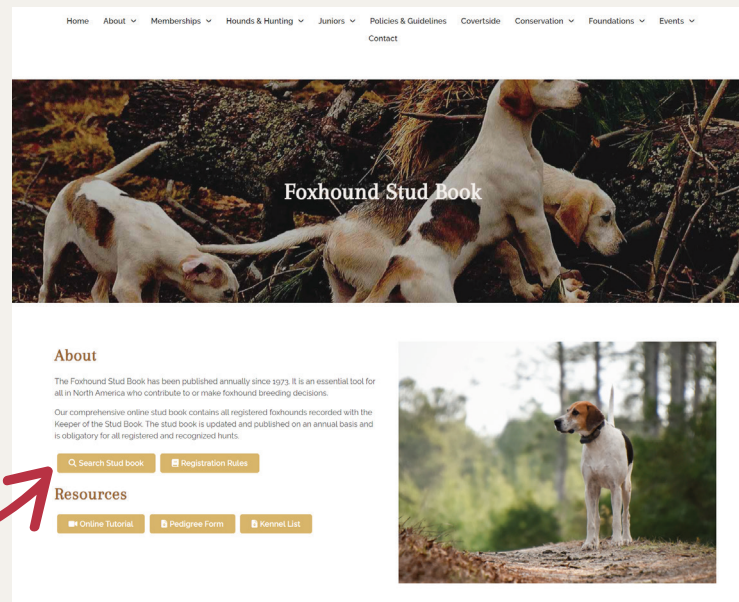 Home About Memberships Hounds & Hunting Juniors Policies & Guidelines Covertside Conservation Foundations Events
Contact
Foxhound Stud Book
About
The Foxhound Stud Book has been published annually since 1973. It is an essential tool for
all in North America who contribute to or make foxhound breeding decisions.
Our comprehensive online stud book contains all registered foxhounds recorded with the
Keeper of the Stud Book. The stud book is updated and published on an annual basis and
is obligatory for all registered and recognized hunts.
Search Stud book Registration Rules
Resources
Online Tutorial Pedigree Form Kennel List